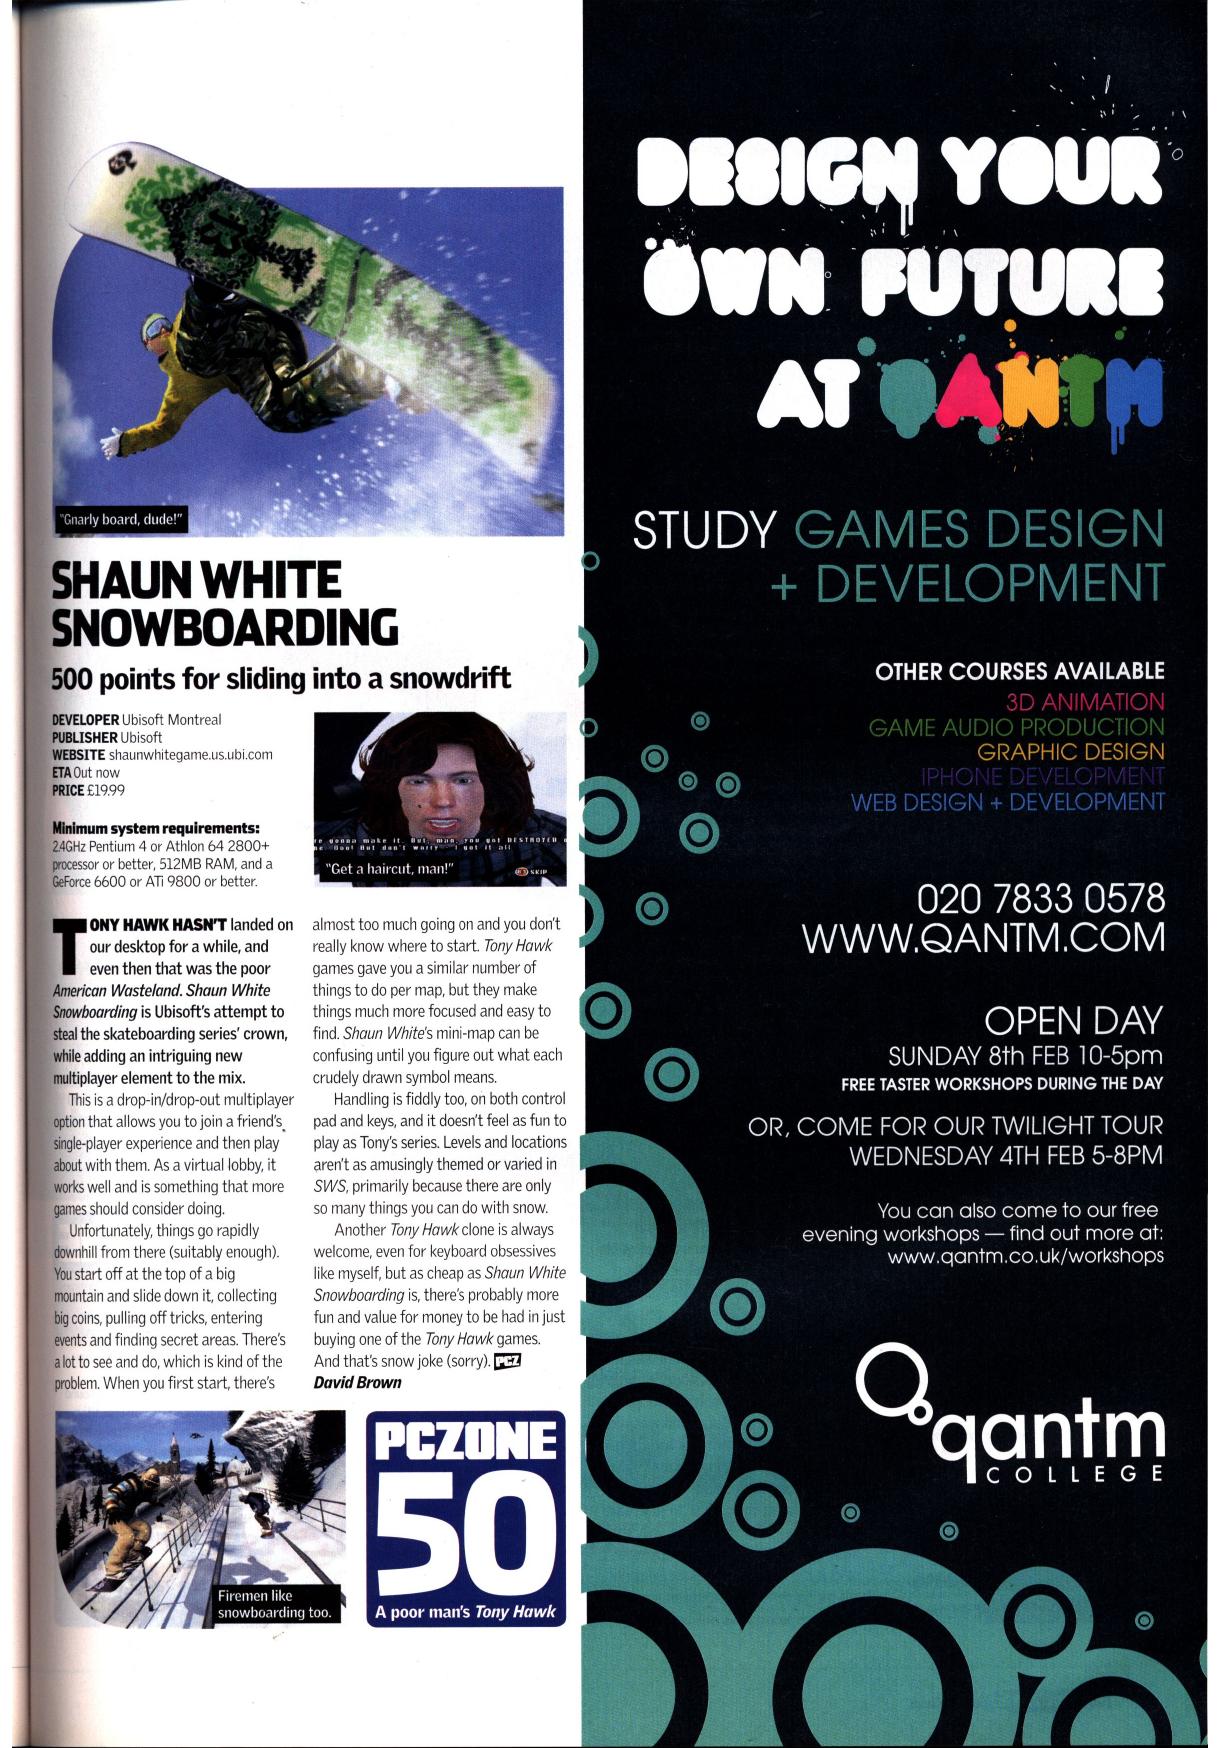 "Gnarly board, dude!"
SHAUN WHITE
SNOWBOARDING
500 points for sliding into a snowdrift
DEVELOPER Ubisoft Montreal
PUBLISHER Ubisoft
WEBSITE shaunwhitegame.us.ubi.com
ETA Out now
PRICE £19.99
Minimum system requirements:
2.4GHz Pentium 4 or Athlon 64 2800+
processor or better, 512MB RAM, and a
GeForce 6600 or ATi 9800 or better.
re gonna make it. But, man, you got DESTROYED
I got it all
"Get a haircut, man!"
SKIP
TONY HAWK HASN'T landed on
our desktop for a while, and
even then that was the poor
American Wasteland. Shaun White
Snowboarding is Ubisoft's attempt to
steal the skateboarding series' crown,
while adding an intriguing new
multiplayer element to the mix.
This is a drop-in/drop-out multiplayer
option that allows you to join a friend's
single-player experience and then play
about with them. As a virtual lobby, it
works well and is something that more
games should consider doing.
Unfortunately, things go rapidly
downhill from there (suitably enough).
You start off at the top of a big
mountain and slide down it, collecting
big coins, pulling off tricks, entering
events and finding secret areas. There's
a lot to see and do, which is kind of the
problem. When you first start, there's
almost too much going on and you don't
really know where to start. Tony Hawk
games gave you a similar number of
things to do per map, but they make
things much more focused and easy to
find. Shaun White's mini-map can be
confusing until you figure out what each
crudely drawn symbol means.
Handling is fiddly too, on both control
pad and keys, and it doesn't feel as fun to
play as Tony's series. Levels and locations
aren't as amusingly themed or varied in
SWS, primarily because there are only
so many things you can do with snow.
Another Tony Hawk clone is always
welcome, even for keyboard obsessives
like myself, but as cheap as Shaun White
Snowboarding is, there's probably more
fun and value for money to be had in just
buying one of the Tony Hawk games.
And that's snow joke (sorry). PCZ
David Brown
Firemen like
snowboarding too.
PCZONE
50
A poor man's Tony Hawk
DESIGN YOUR
OWN FUTURE
AT QANTM
STUDY GAMES DESIGN
+ DEVELOPMENT
OTHER COURSES AVAILABLE
3D ANIMATION
GAME AUDIO PRODUCTION
GRAPHIC DESIGN
IPHONE DEVELOPMENT
WEB DESIGN + DEVELOPMENT
020 7833 0578
WWW.QANTM.COM
OPEN DAY
SUNDAY 8th FEB 10-5pm
FREE TASTER WORKSHOPS DURING THE DAY
OR, COME FOR OUR TWILIGHT TOUR
WEDNESDAY 4TH FEB 5-8PM
You can also come to our free
evening workshops — find out more at:
www.qantm.co.uk/workshops
qantm
COLLEGE